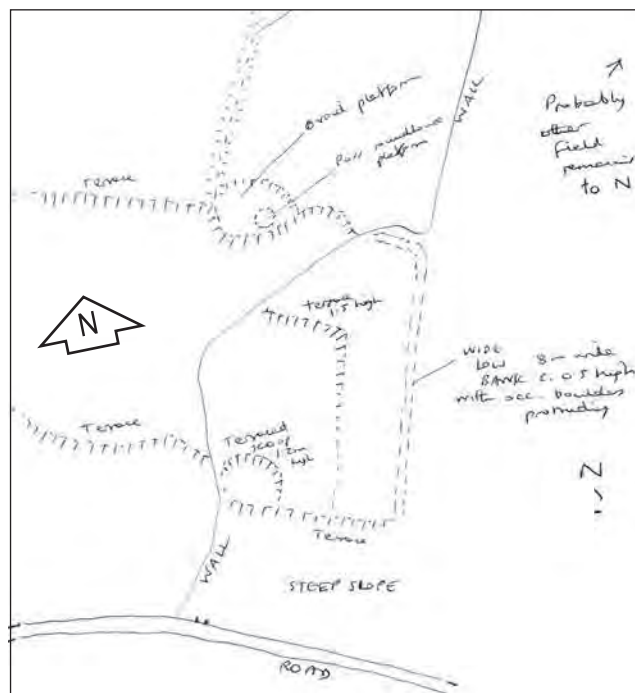 Ovoid platform
Poss roundhouse
platform
WALL
Probably
other
Field
remains
to N
Terrace
Terrace
1.5 high
N
WIDE 8m wide
LOW
BANK c. 0.5 high
with occ. boulders
protruding
Terrace
Terraced
scoop
1.2m
high
N
Terrace
WALL
STEEP SLOPE
ROAD